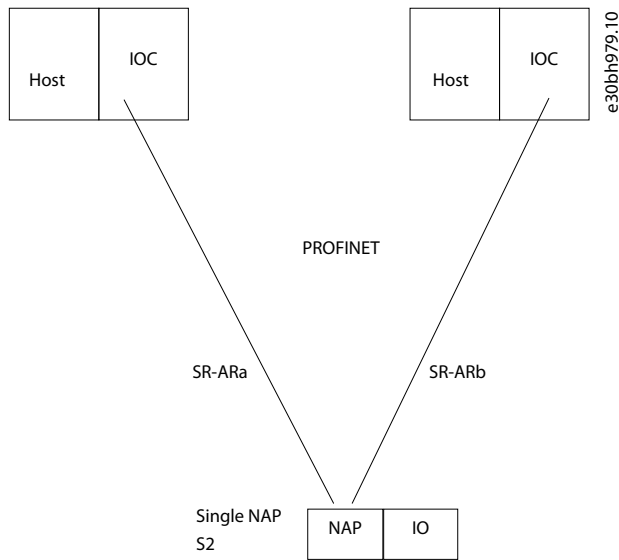 Host
IOC
Host
IOC
e30bh979.10
PROFINET
SR-ARa
SR-ARb
Single NAP
S2
NAP
IO